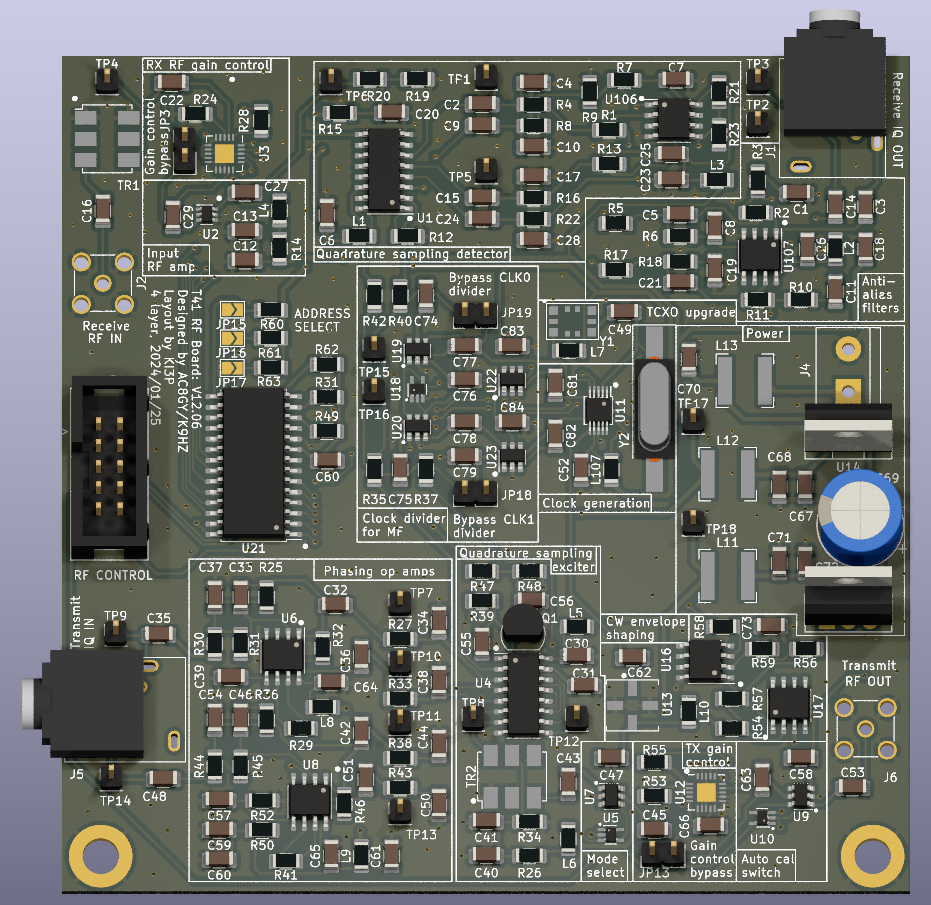 TP4
RX RF gain control
C22
R24
Gain control
bypass
JP3
R28
J3
TR1
C16
C29
U2
C27
C13
L4
C12
R14
Input
RF amp
J2
Receive
RF IN
R20
R19
R15
C20
TP1
C2
C9
TP5
C15
C24
L1
U1
C6
R12
Quadrature sampling detector
C4
R4
R8
C10
C17
R16
R22
C28
R7
C7
R9
R1
U106
R21
R13
C25
C23
R23
L3
TP3
TP2
J1
Receive IQ OUT
R3
C1
C14
C3
R2
R5
C5
R6
C8
R17
R18
C19
C21
U107
C26
L2
C18
R10
R11
C11
Anti-
alias
filters
T41 RF Board. V12.06
Designed by AC8GY/K9HZ
Layout by KI3P
4 layer, 2024/01/25
JP15
JP16
JP17
R60
R61
R63
ADDRESS
SELECT
R62
R31
R49
C80
U21
RF CONTROL
Bypass CLK0
divider
JP19
R42
R40
C74
C83
TP15
TP16
U19
U18
U20
C77
C76
C78
C79
U22
C84
U23
R35
C75
R37
JP18
Clock divider
for MF
Bypass CLK1
divider
C49
Y1
L7
TCXO upgrade
C81
C82
U11
Y2
C52
L107
Clock generation
Power
C70
L13
J4
L12
C68
U14
C69
C67
TP18
L11
C71
Transmit
IQ IN
TP9
C35
J5
TP14
C48
Phasing op amps
C37
C33
R25
C32
R30
R31
U6
R32
C36
C39
C54
C46
R36
C64
L8
R29
C42
R44
R45
U8
C51
R46
C57
R52
C59
R50
C60
R41
C65
L9
C61
TP7
R27
C34
TP10
R33
C38
TP11
R38
C44
R43
C50
TP13
Quadrature sampling
exciter
R47
R48
R39
C56
Q1
L5
C55
C30
U4
C31
TP8
TP12
TR2
C43
C41
R34
C40
R26
L6
CW envelope
shaping
R58
C73
C62
U16
R59
R56
U13
L10
R57
R54
U17
Transmit
RF OUT
J6
C53
C47
U7
U5
Mode
select
R55
R53
TX gain
control
U12
C45
C66
JP13
Gain
control
bypass
C63
C58
U9
U10
Auto cal
switch